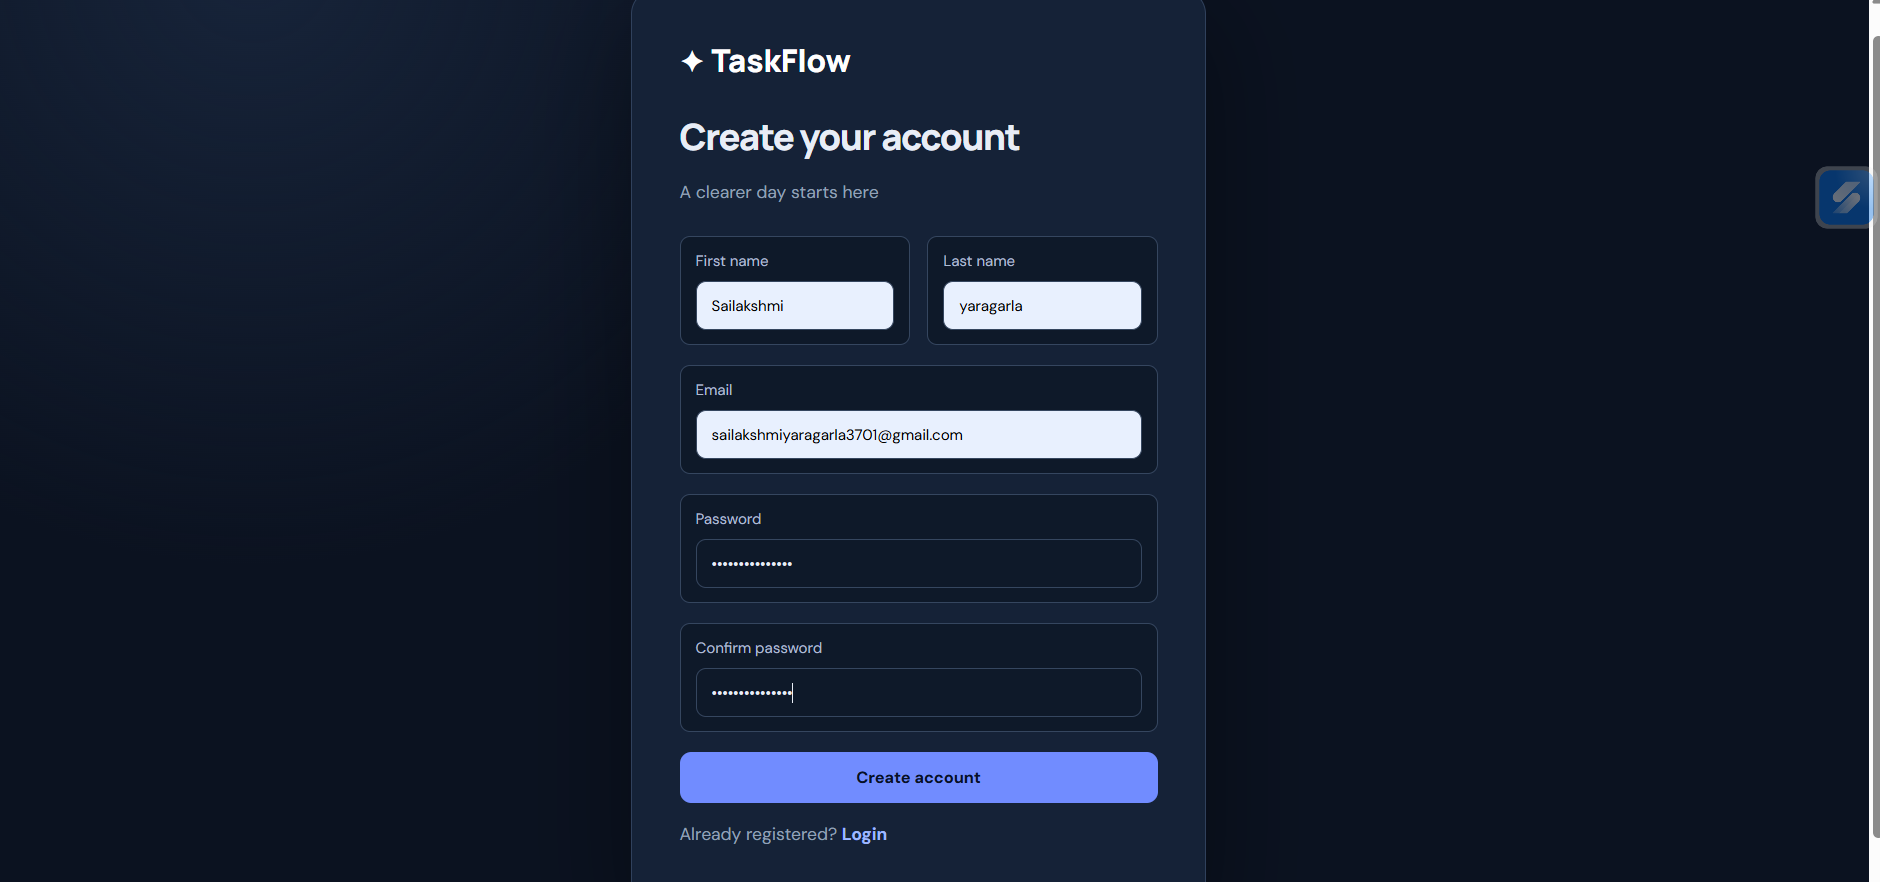 ✦ TaskFlow
Create your account
A clearer day starts here
First name
Last name
Sailakshmi
yaragarla
Email
sailakshmiyaragarla3701@gmail.com
Password
•••••••••••••••
Confirm password
•••••••••••••••
Create account
Already registered? Login